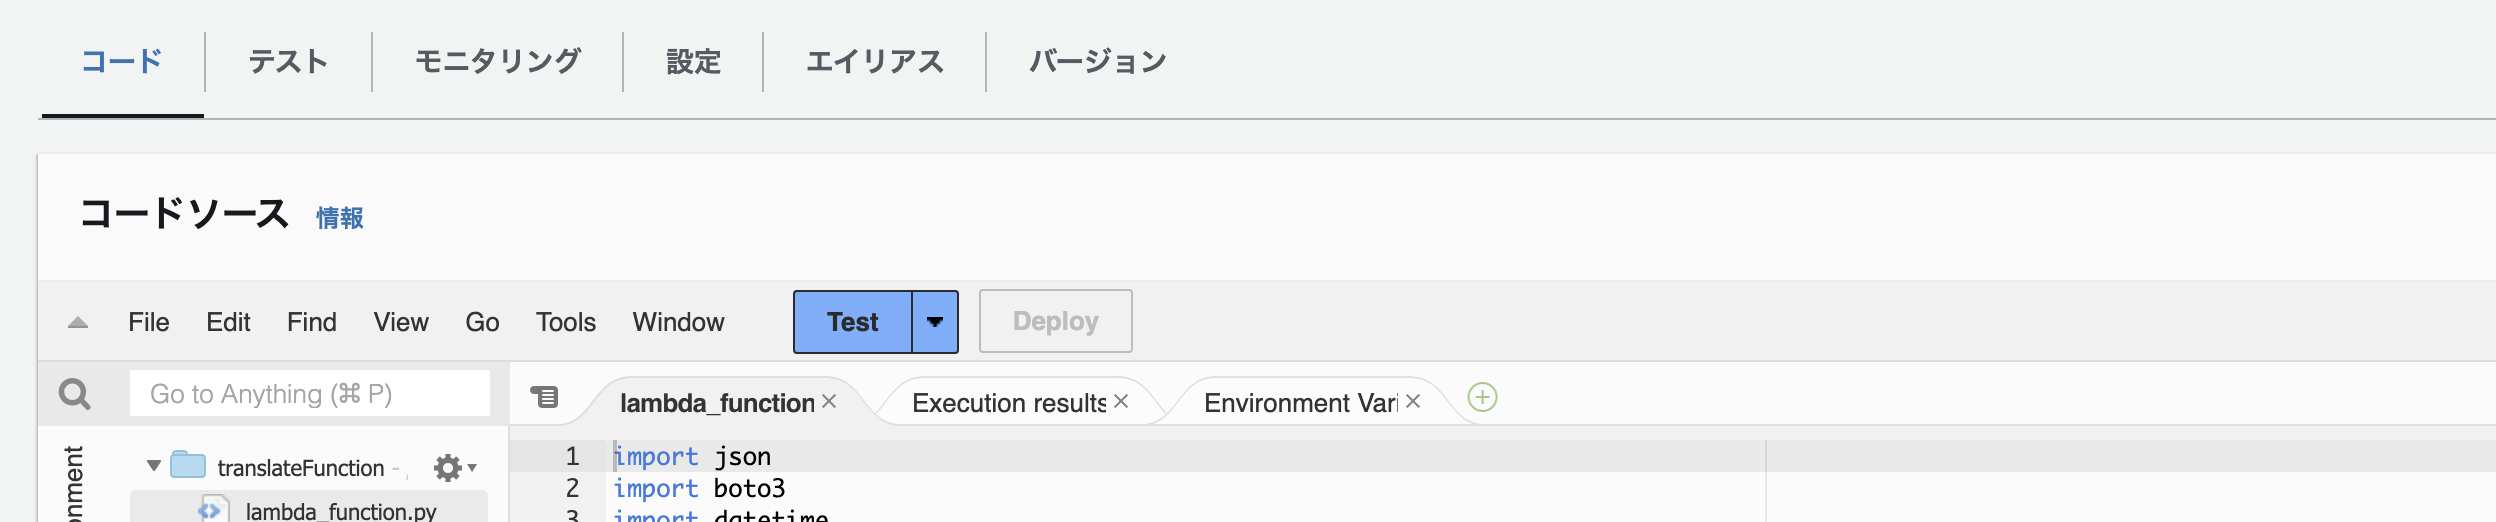 コード テスト モニタリング 設定 エイリアス バージョン
コードソース 情報
File Edit Find View Go Tools Window Test Deploy
Go to Anything (⌘ P)
lambda_function × Execution results × Environment Vari ×
translateFunction -
lambda_function.py
1 import json
2 import boto3
3 import datetime